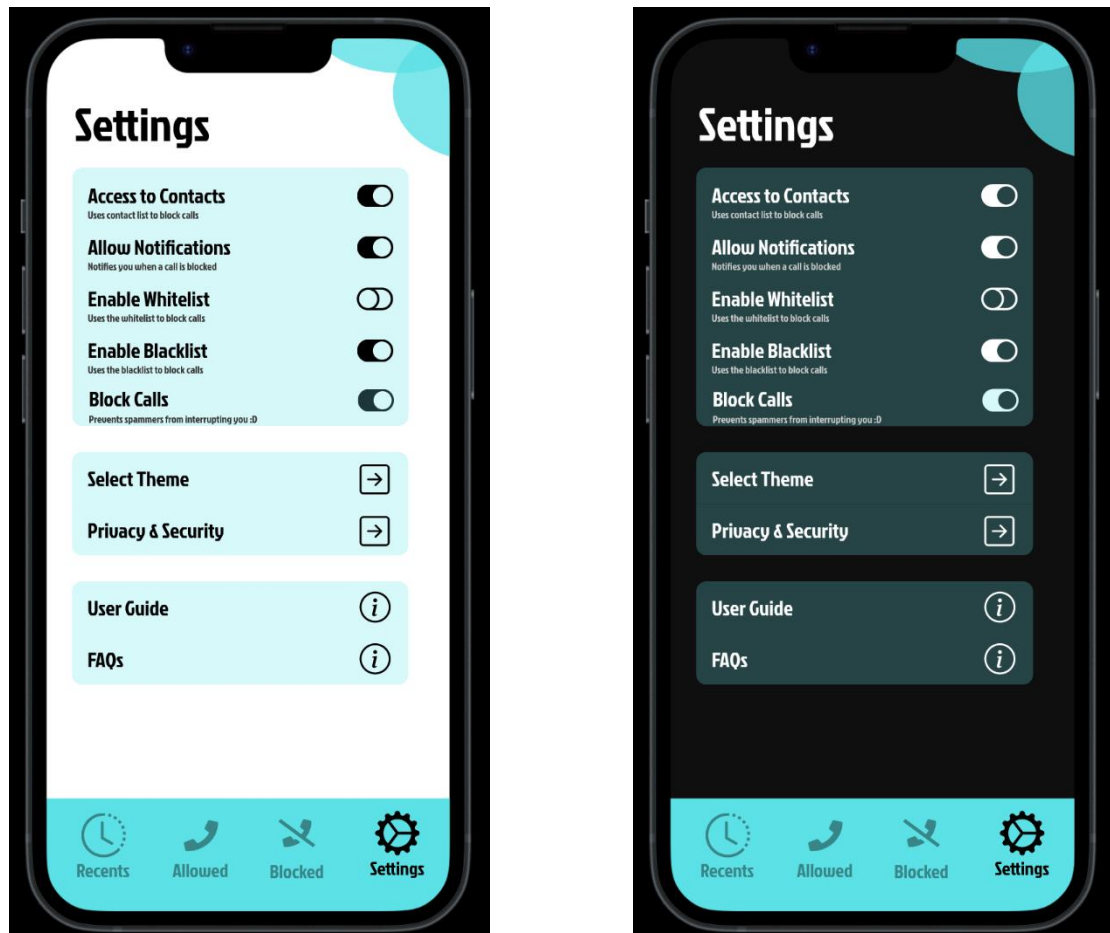 Settings
Access to Contacts
Uses contact list to block calls
Allow Notifications
Notifies you when a call is blocked
Enable Whitelist
Uses the whitelist to block calls
Enable Blacklist
Uses the blacklist to block calls
Block Calls
Prevents spammers from interrupting you :D
Select Theme
Privacy & Security
User Guide
FAQs
Recents Allowed Blocked Settings
Settings
Access to Contacts
Uses contact list to block calls
Allow Notifications
Notifies you when a call is blocked
Enable Whitelist
Uses the whitelist to block calls
Enable Blacklist
Uses the blacklist to block calls
Block Calls
Prevents spammers from interrupting you :D
Select Theme
Privacy & Security
User Guide
FAQs
Recents Allowed Blocked Settings